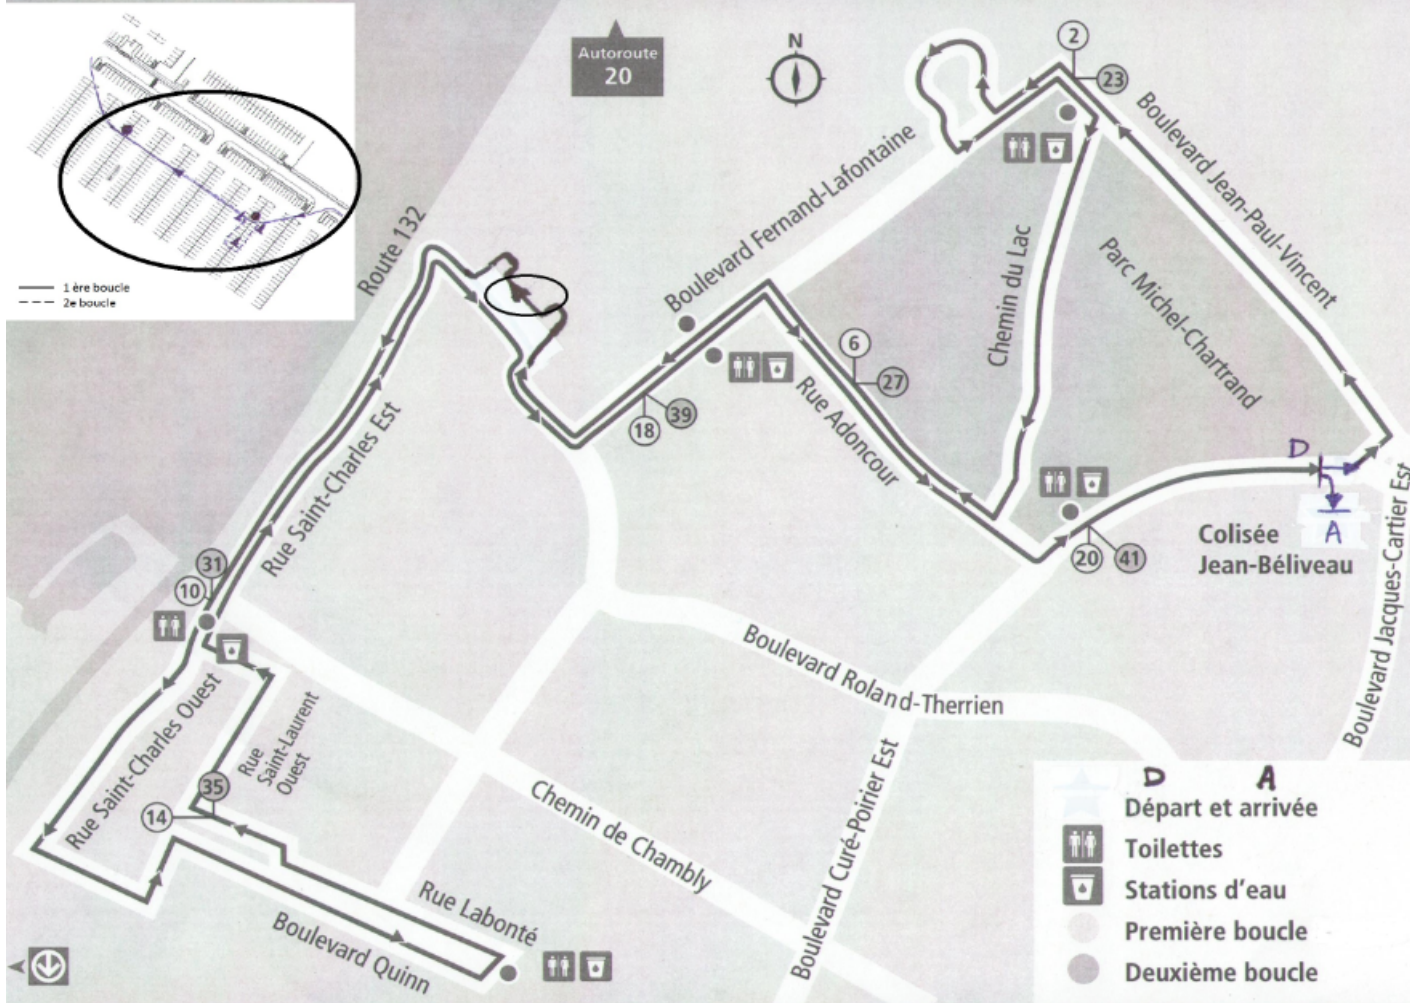 1 ère boucle
2e boucle
Autoroute
20
N
2
23
Boulevard Jean-Paul-Vincent
Boulevard Fernand-Lafontaine
Route 132
Chemin du Lac
Parc Michel-Chartrand
6
27
Rue Adoncour
18
39
Rue Saint-Charles Est
D
A
Colisée
Jean-Béliveau
20
41
Boulevard Jacques-Cartier Est
31
10
Boulevard Roland-Therrien
Rue Saint-Charles Ouest
Rue
Saint-Laurent
Ouest
35
14
Chemin de Chambly
Boulevard Curé-Poirier Est
Rue Labonté
Boulevard Quinn
D A
Départ et arrivée
Toilettes
Stations d'eau
Première boucle
Deuxième boucle